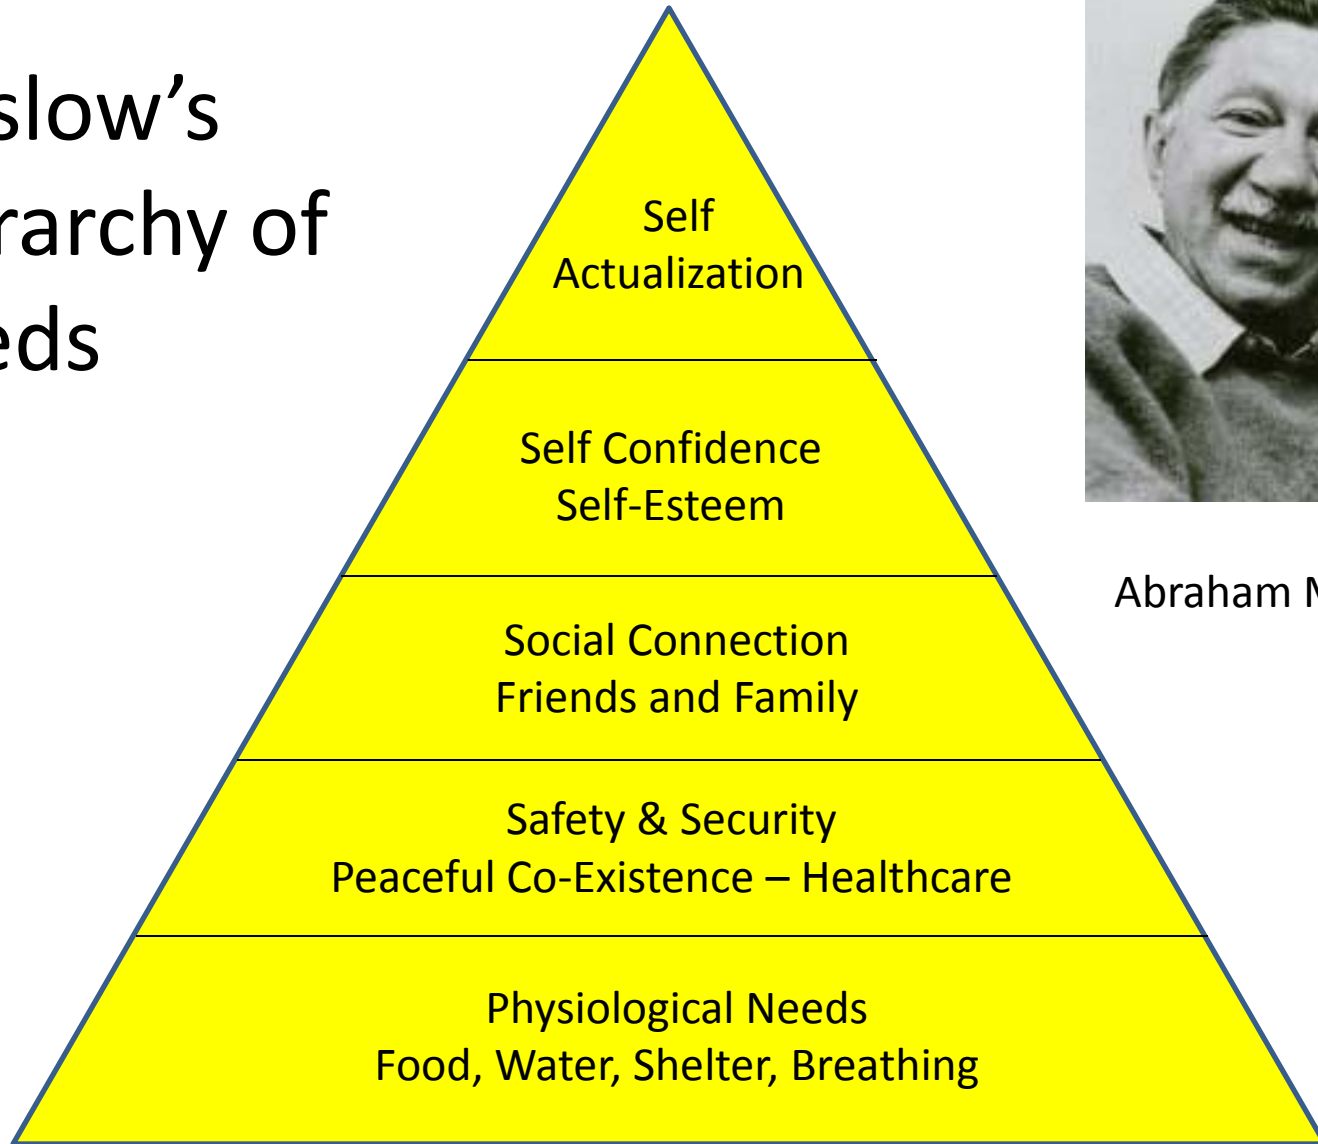 slow’s
rarchy of
eds
Self
Actualization
Self Confidence
Self-Esteem
Social Connection
Friends and Family
Safety & Security
Peaceful Co-Existence – Healthcare
Physiological Needs
Food, Water, Shelter, Breathing
Abraham M